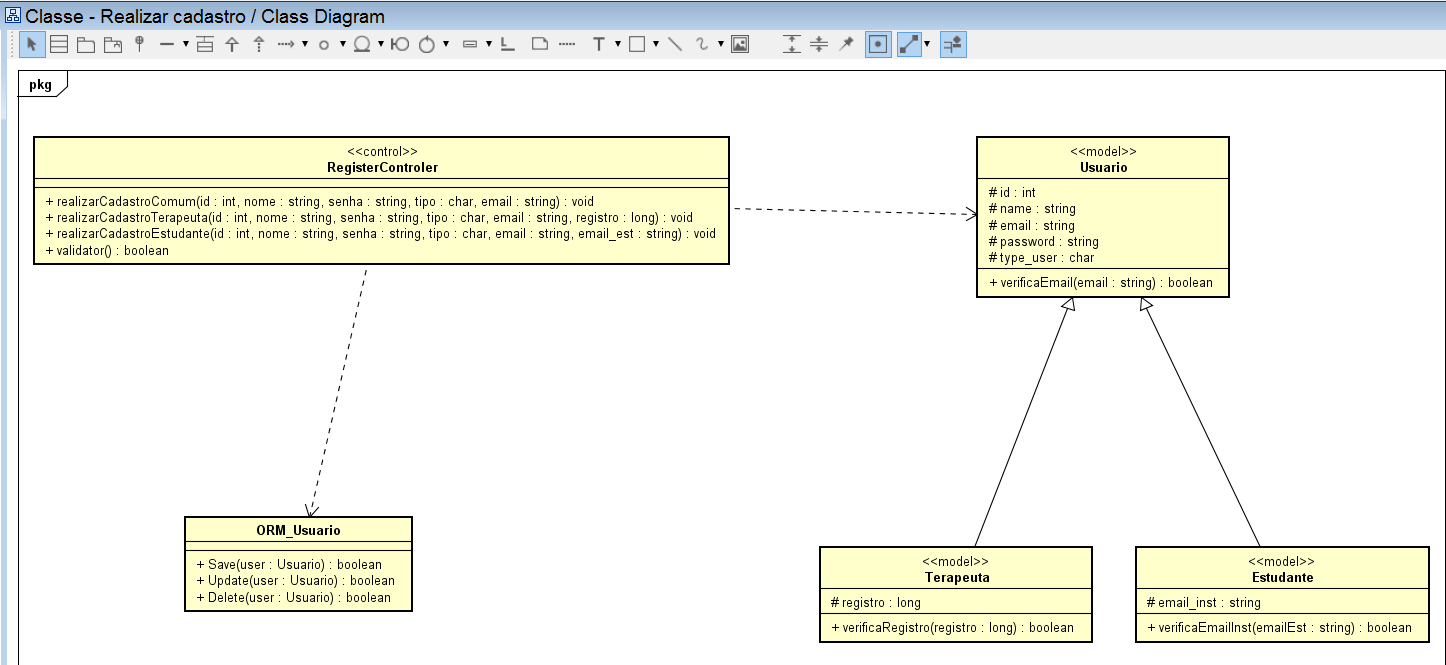 Classe - Realizar cadastro / Class Diagram
pkg
<<control>>
RegisterControler
+ realizarCadastroComum(id : int, nome : string, senha : string, tipo : char, email : string) : void
+ realizarCadastroTerapeuta(id : int, nome : string, senha : string, tipo : char, email : string, registro : long) : void
+ realizarCadastroEstudante(id : int, nome : string, senha : string, tipo : char, email : string, email_est : string) : void
+ validator() : boolean
<<model>>
Usuario
# id : int
# name : string
# email : string
# password : string
# type_user : char
+ verificaEmail(email : string) : boolean
ORM_Usuario
+ Save(user : Usuario) : boolean
+ Update(user : Usuario) : boolean
+ Delete(user : Usuario) : boolean
<<model>>
Terapeuta
# registro : long
+ verificaRegistro(registro : long) : boolean
<<model>>
Estudante
# email_inst : string
+ verificaEmailInst(emailEst : string) : boolean